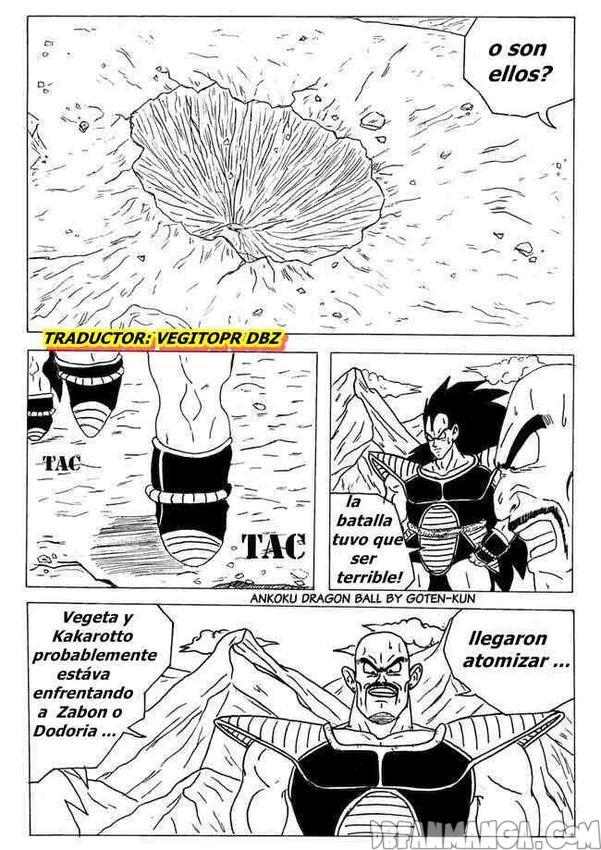 o son
ellos?
TRADUCTOR: VEGITOPR DBZ
TAC
TAC
la
batalla
tuvo que
ser
terrible!
ANKOKU DRAGON BALL BY GOTEN-KUN
Vegeta y
Kakarotto
probablemente
estáva
enfrentando
a Zabon o
Dodoria ...
llegaron
atomizar ...
DBFANMANGA.COM